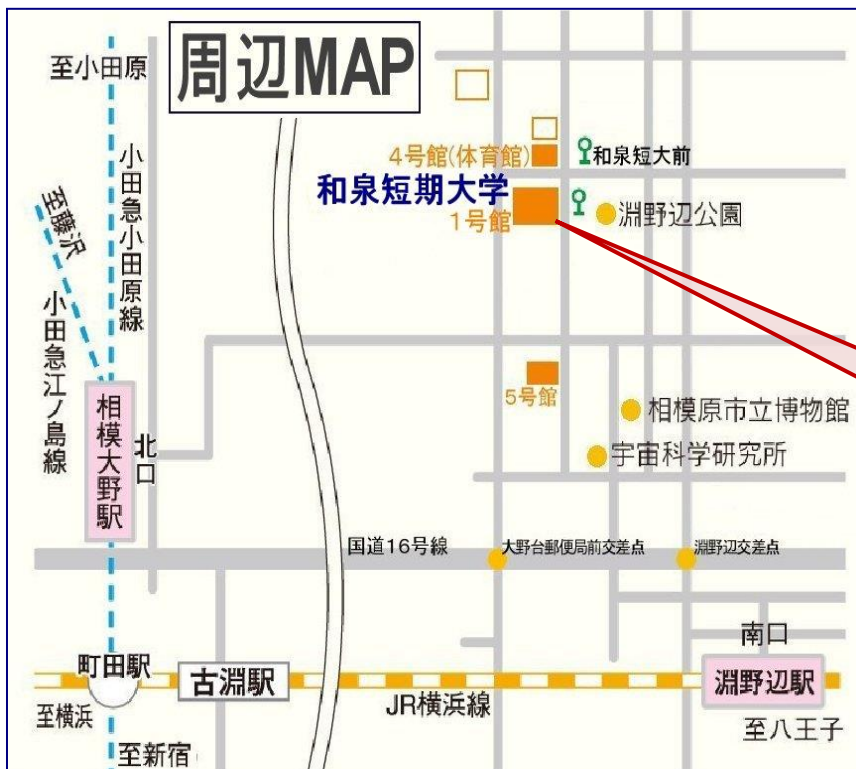 周辺MAP
至小田原
小田急小田原線
至藤沢
小田急江ノ島線
4号館(体育館)
和泉短大前
和泉短期大学
1号館
淵野辺公園
5号館
相模原市立博物館
宇宙科学研究所
相模大野駅
北口
国道16号線
大野台郵便局前交差点
淵野辺交差点
南口
町田駅
古淵駅
淵野辺駅
JR横浜線
至横浜
至八王子
至新宿